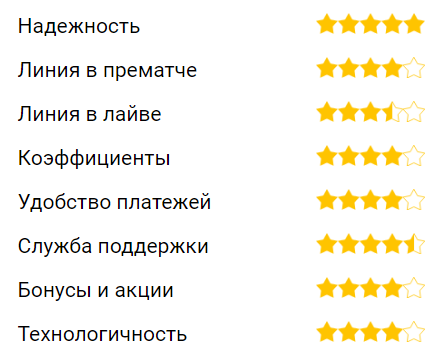 Надежность
Линия в прематче
Линия в лайве
Коэффициенты
Удобство платежей
Служба поддержки
Бонусы и акции
Технологичность